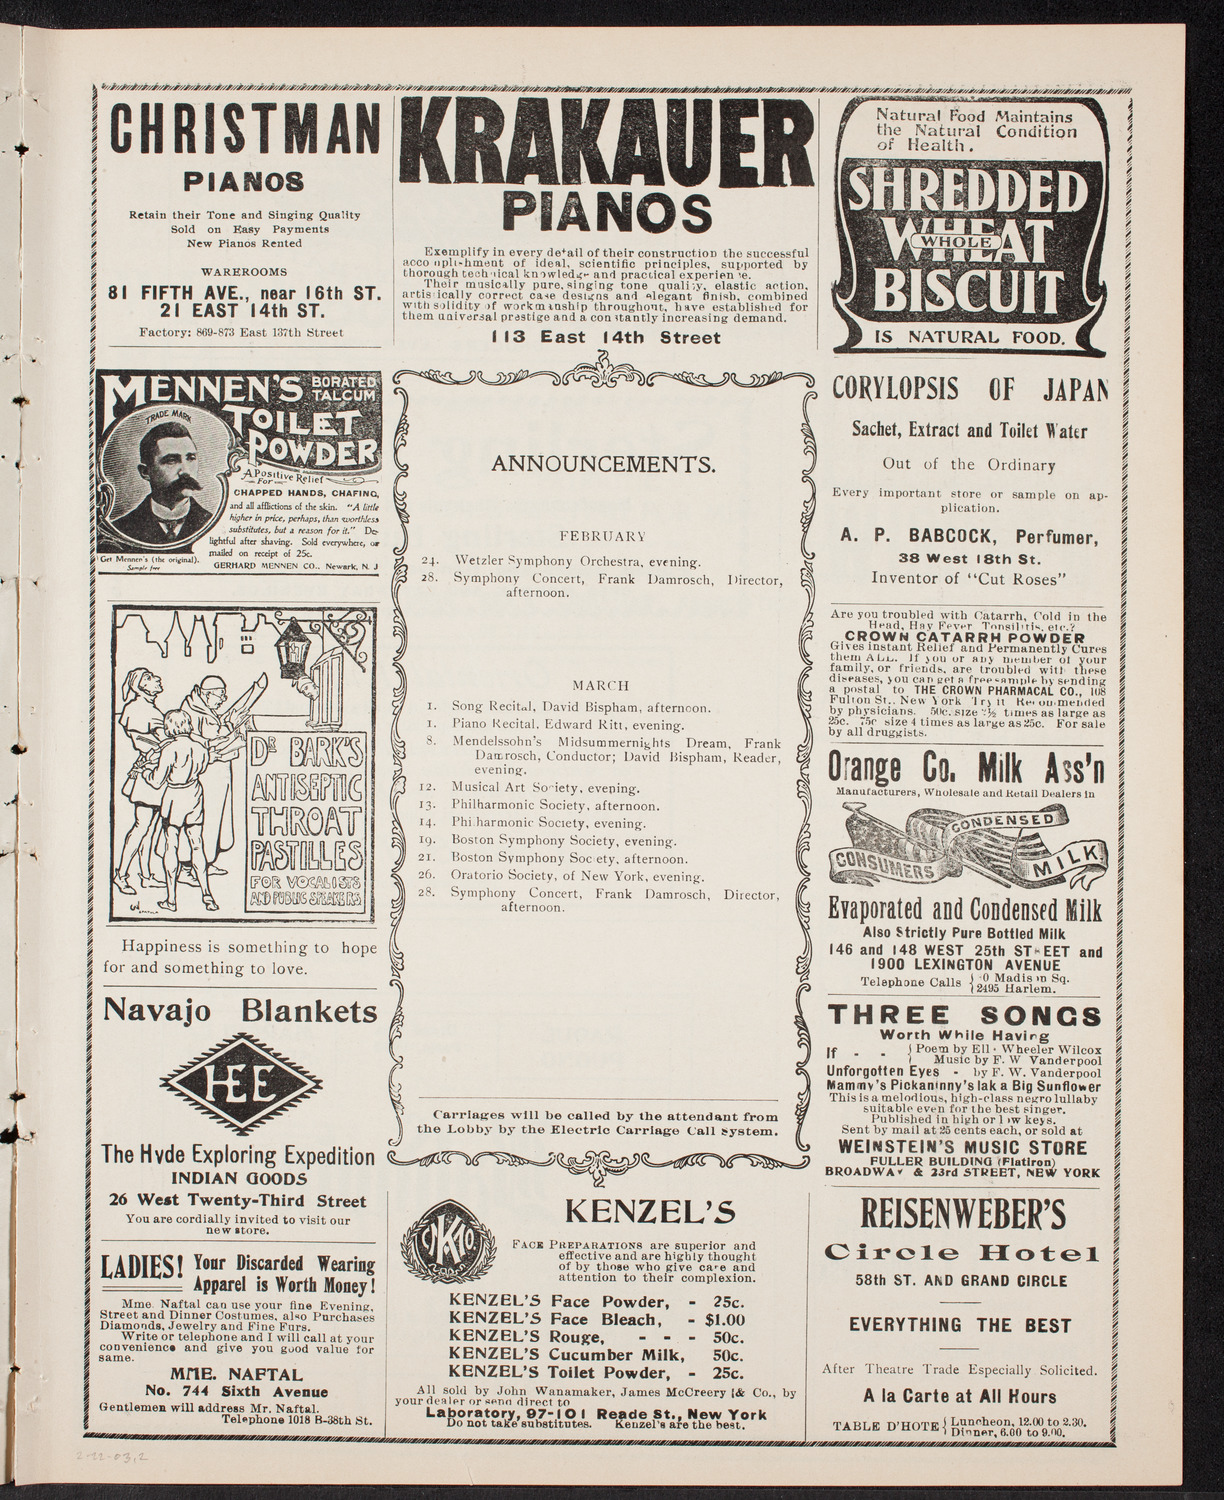 CHRISTMAN
PIANOS
Retain their Tone and Singing Quality
Sold on Easy Payments
New Pianos Rented
WAREROOMS
81 FIFTH AVE., near 16th ST.
21 EAST 14th ST.
Factory: 869-873 East 137th Street
KRAKAUER
PIANOS
Exemplify in every detail of their construction the successful
accomplishment of ideal, scientific principles, supported by
thorough technical knowledge and practical experience.
Their musically pure, singing tone quality, elastic action,
artistically correct case designs and elegant finish, combined
with solidity of workmanship throughout, have established for
them universal prestige and a constantly increasing demand.
113 East 14th Street
Natural Food Maintains
the Natural Condition
of Health.
SHREDDED
WHEAT
WHOLE
BISCUIT
IS NATURAL FOOD.
MENNEN'S BORATED
TALCUM
TOILET
POWDER
TRADE MARK
A Positive Relief
For
CHAPPED HANDS, CHAFING,
and all afflictions of the skin. "A little
higher in price, perhaps, than worthless
substitutes, but a reason for it." De-
lightful after shaving. Sold everywhere, or
mailed on receipt of 25c.
Get Mennen's (the original).
Sample free
GERHARD MENNEN CO., Newark, N. J
DR BARK'S
ANTISEPTIC
THROAT
PASTILLES
FOR VOCALISTS
AND PUBLIC SPEAKERS
Happiness is something to hope
for and something to love.
Navajo Blankets
HEE
The Hyde Exploring Expedition
INDIAN GOODS
26 West Twenty-Third Street
You are cordially invited to visit our
new store.
LADIES! Your Discarded Wearing
Apparel is Worth Money!
Mme. Naftal can use your fine Evening,
Street and Dinner Costumes, also Purchases
Diamonds, Jewelry and Fine Furs.
Write or telephone and I will call at your
convenience and give you good value for
same.
MME. NAFTAL
No. 744 Sixth Avenue
Gentlemen will address Mr. Naftal.
Telephone 1018 B-38th St.
ANNOUNCEMENTS.
FEBRUARY
24. Wetzler Symphony Orchestra, evening.
28. Symphony Concert, Frank Damrosch, Director,
afternoon.
MARCH
1. Song Recital, David Bispham, afternoon.
1. Piano Recital, Edward Ritt, evening.
8. Mendelssohn's Midsummernights Dream, Frank
Damrosch, Conductor; David Bispham, Reader,
evening.
12. Musical Art Society, evening.
13. Philharmonic Society, afternoon.
14. Philharmonic Society, evening.
19. Boston Symphony Society, evening.
21. Boston Symphony Society, afternoon.
26. Oratorio Society, of New York, evening.
28. Symphony Concert, Frank Damrosch, Director,
afternoon.
Carriages will be called by the attendant from
the Lobby by the Electric Carriage Call system.
KENZEL'S
FACE PREPARATIONS are superior and
effective and are highly thought
of by those who give care and
attention to their complexion.
KENZEL'S Face Powder, - 25c.
KENZEL'S Face Bleach, - $1.00
KENZEL'S Rouge, - - - 50c.
KENZEL'S Cucumber Milk, 50c.
KENZEL'S Toilet Powder, - 25c.
All sold by John Wanamaker, James McCreery & Co., by
your dealer or send direct to
Laboratory, 97-101 Reade St., New York
Do not take substitutes. Kenzel's are the best.
CORYLOPSIS OF JAPAN
Sachet, Extract and Toilet Water
Out of the Ordinary
Every important store or sample on ap-
plication.
A. P. BABCOCK, Perfumer,
38 West 18th St.
Inventor of "Cut Roses"
Are you troubled with Catarrh, Cold in the
Head, Hay Fever Tonsilitis, etc.?
CROWN CATARRH POWDER
Gives instant Relief and Permanently Cures
them ALL. If you or any member of your
family, or friends, are troubled with these
diseases, you can get a free sample by sending
a postal to THE CROWN PHARMACAL CO., 108
Fulton St., New York Try it Recommended
by physicians. 50c. size 2½ times as large as
25c. 75c size 4 times as large as 25c. For sale
by all druggists.
Orange Co. Milk Ass'n
Manufacturers, Wholesale and Retail Dealers in
CONSUMERS CONDENSED MILK
Evaporated and Condensed Milk
Also Strictly Pure Bottled Milk
146 and 148 WEST 25th STREET and
1900 LEXINGTON AVENUE
Telephone Calls { Madison Sq.
2495 Harlem.
THREE SONGS
Worth While Having
If - - { Poem by Ella Wheeler Wilcox
Music by F. W Vanderpool
Unforgotten Eyes - by F. W. Vanderpool
Mammy's Pickaninny's lak a Big Sunflower
This is a melodious, high-class negro lullaby
suitable even for the best singer.
Published in high or low keys.
Sent by mail at 25 cents each, or sold at
WEINSTEIN'S MUSIC STORE
FULLER BUILDING (Flatiron)
BROADWAY & 23rd STREET, NEW YORK
REISENWEBER'S
Circle Hotel
58th ST. AND GRAND CIRCLE
EVERYTHING THE BEST
After Theatre Trade Especially Solicited.
A la Carte at All Hours
TABLE D'HOTE { Luncheon, 12.00 to 2.30.
Dinner, 6.00 to 9.00.
2-22-03.2